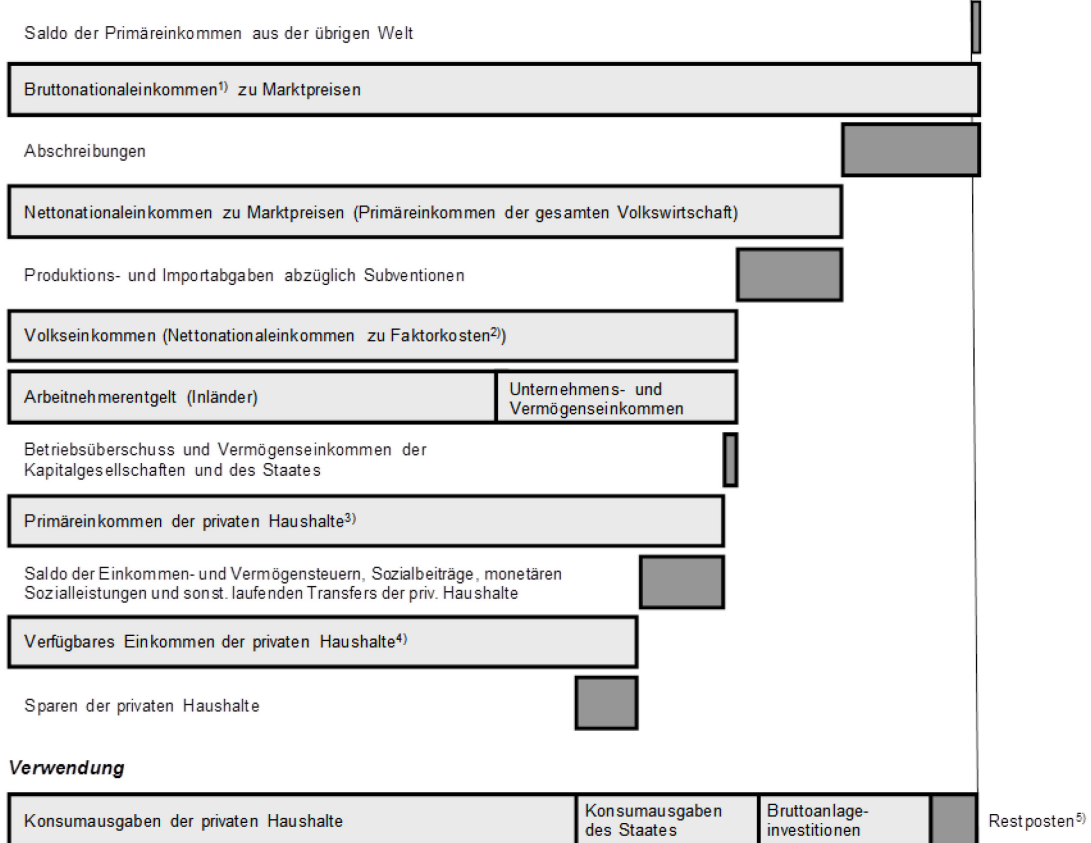 Saldo der Primäreinkommen aus der übrigen Welt
Bruttonationaleinkommen1) zu Marktpreisen
Abschreibungen
Nettonationaleinkommen zu Marktpreisen (Primäreinkommen der gesamten Volkswirtschaft)
Produktions- und Importabgaben abzüglich Subventionen
Volkseinkommen (Nettonationaleinkommen zu Faktorkosten2))
Arbeitnehmerentgelt (Inländer)
Unternehmens- und
Vermögenseinkommen
Betriebsüberschuss und Vermögenseinkommen der
Kapitalgesellschaften und des Staates
Primäreinkommen der privaten Haushalte3)
Saldo der Einkommen- und Vermögensteuern, Sozialbeiträge, monetären
Sozialleistungen und sonst. laufenden Transfers der priv. Haushalte
Verfügbares Einkommen der privaten Haushalte4)
Sparen der privaten Haushalte
Verwendung
Konsumausgaben der privaten Haushalte
Konsumausgaben
des Staates
Bruttoanlage-
investitionen
Restposten5)